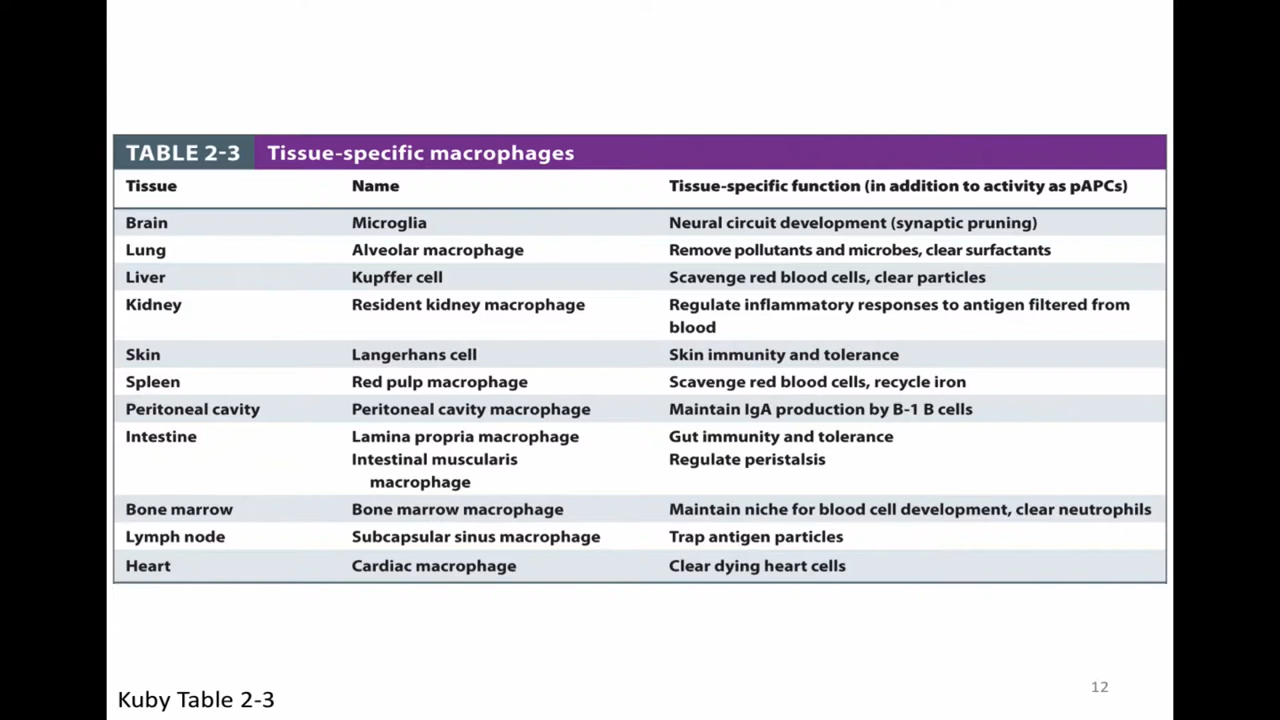 TABLE 2-3 Tissue-specific macrophages
Tissue Name Tissue-specific function (in addition to activity as pAPCs)
Brain Microglia Neural circuit development (synaptic pruning)
Lung Alveolar macrophage Remove pollutants and microbes, clear surfactants
Liver Kupffer cell Scavenge red blood cells, clear particles
Kidney Resident kidney macrophage Regulate inflammatory responses to antigen filtered from
blood
Skin Langerhans cell Skin immunity and tolerance
Spleen Red pulp macrophage Scavenge red blood cells, recycle iron
Peritoneal cavity Peritoneal cavity macrophage Maintain IgA production by B-1 B cells
Intestine Lamina propria macrophage Gut immunity and tolerance
Intestinal muscularis Regulate peristalsis
macrophage
Bone marrow Bone marrow macrophage Maintain niche for blood cell development, clear neutrophils
Lymph node Subcapsular sinus macrophage Trap antigen particles
Heart Cardiac macrophage Clear dying heart cells
12
Kuby Table 2-3